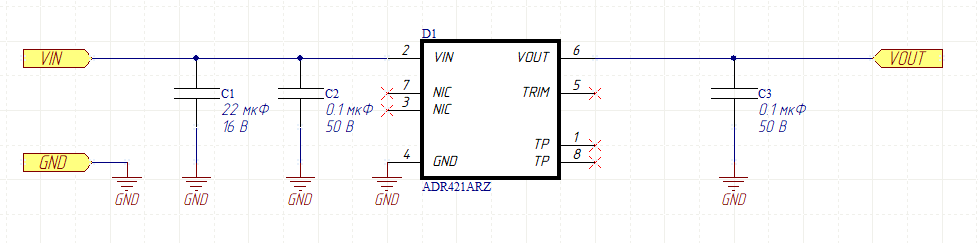 D1
VIN
2
VIN
VOUT
6
VOUT
7
NIC
TRIM
5
3
NIC
C1
22 мкФ
16 В
C2
0.1 мкФ
50 В
C3
0.1 мкФ
50 В
TP
1
GND
4
GND
TP
8
ADR421ARZ
GND
GND
GND
GND
GND